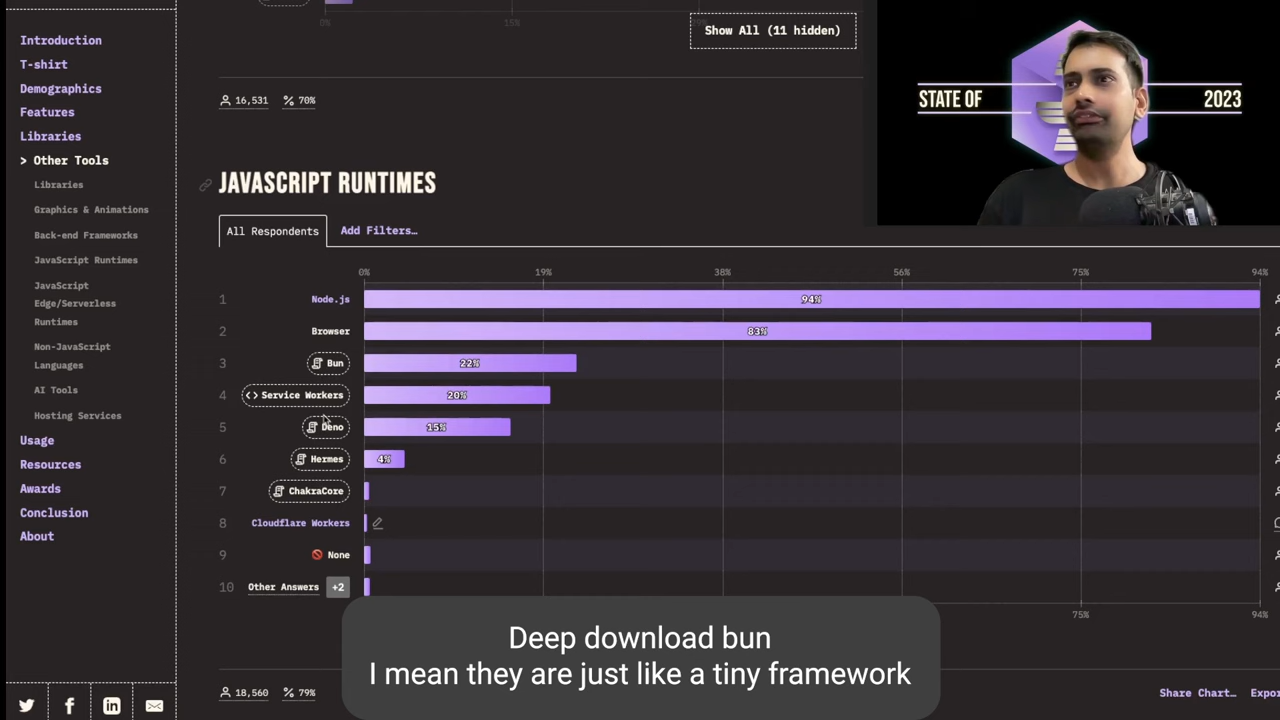 Introduction
T-shirt
Demographics
Features
Libraries
> Other Tools
Libraries
Graphics & Animations
Back-end Frameworks
JavaScript Runtimes
JavaScript
Edge/Serverless
Runtimes
Non-JavaScript
Languages
AI Tools
Hosting Services
Usage
Resources
Awards
Conclusion
About
0% 15%
Show All (11 hidden)
16,531 70%
STATE OF 2023
JAVASCRIPT RUNTIMES
All Respondents Add Filters…
0% 19% 38% 56% 75% 94%
1 Node.js 94%
2 Browser 83%
3 Bun 22%
4 <> Service Workers 20%
5 Deno 15%
6 Hermes 4%
7 ChakraCore
8 Cloudflare Workers
9 None
10 Other Answers +2
75% 94%
Deep download bun
I mean they are just like a tiny framework
18,560 79%
Share Chart… Expor